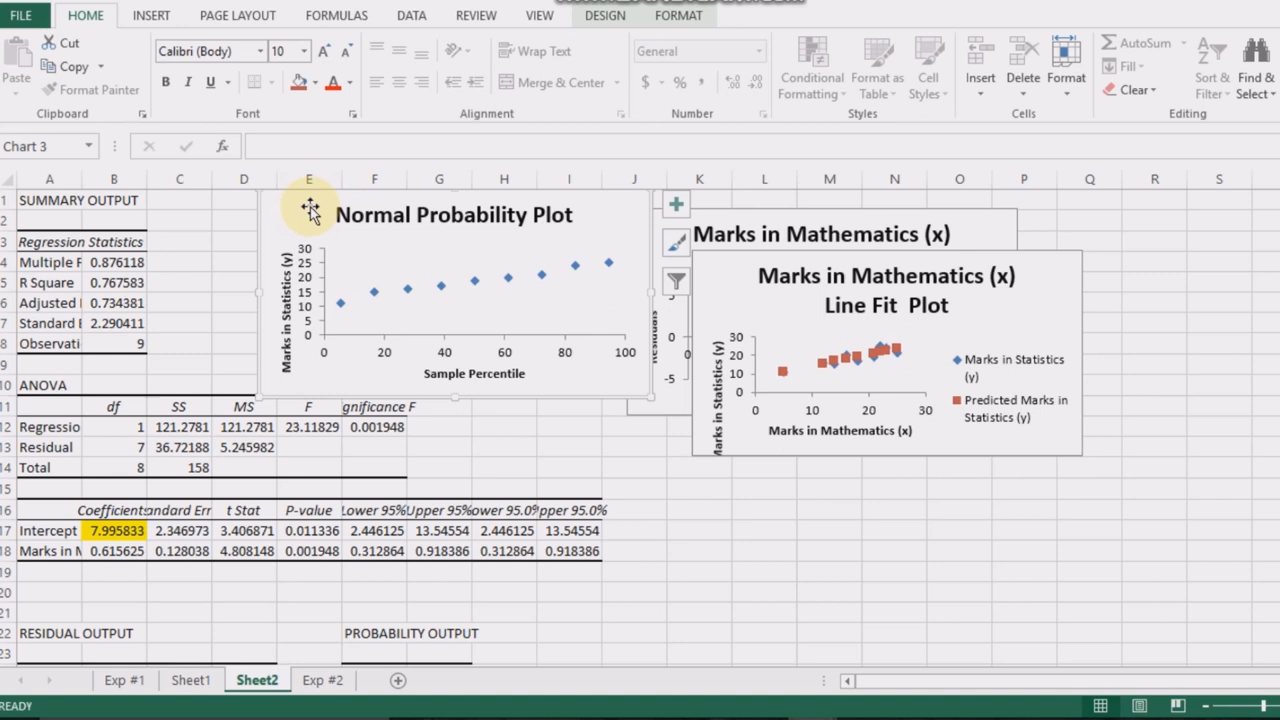 FILE HOME INSERT PAGE LAYOUT FORMULAS DATA REVIEW VIEW DESIGN FORMAT
Cut
Copy
Format Painter
Paste
Clipboard
Calibri (Body) 10
B I U
Font
Wrap Text
Merge & Center
Alignment
General
$ % ,
Number
Conditional Formatting
Format as Table
Cell Styles
Styles
Insert Delete Format
Cells
AutoSum
Fill
Clear
Sort & Filter
Find & Select
Editing
Chart 3
fx
A B C D E F G H I J K L M N O P Q R S
1 SUMMARY OUTPUT
2
3 Regression Statistics
4 Multiple F 0.876118
5 R Square 0.767583
6 Adjusted 0.734381
7 Standard E 2.290411
8 Observati 9
9
10 ANOVA
11 df SS MS F gnificance F
12 Regressio 1 121.2781 121.2781 23.11829 0.001948
13 Residual 7 36.72188 5.245982
14 Total 8 158
15
16 Coefficients andard Err t Stat P-value Lower 95% Upper 95% ower 95.0% pper 95.0%
17 Intercept 7.995833 2.346973 3.406871 0.011336 2.446125 13.54554 2.446125 13.54554
18 Marks in M 0.615625 0.128038 4.808148 0.001948 0.312864 0.918386 0.312864 0.918386
19
20
21
22 RESIDUAL OUTPUT PROBABILITY OUTPUT
23
Normal Probability Plot
Marks in Statistics (y)
30
25
20
15
10
5
0
0 20 40 60 80 100
Sample Percentile
Marks in Mathematics (x)
Residuals
0
-5
0
Marks in Mathematics (x)
Line Fit Plot
Marks in Statistics (y)
30
20
10
0
0 10 20 30
Marks in Mathematics (x)
Marks in Statistics
(y)
Predicted Marks in
Statistics (y)
Exp #1 Sheet1 Sheet2 Exp #2
READY